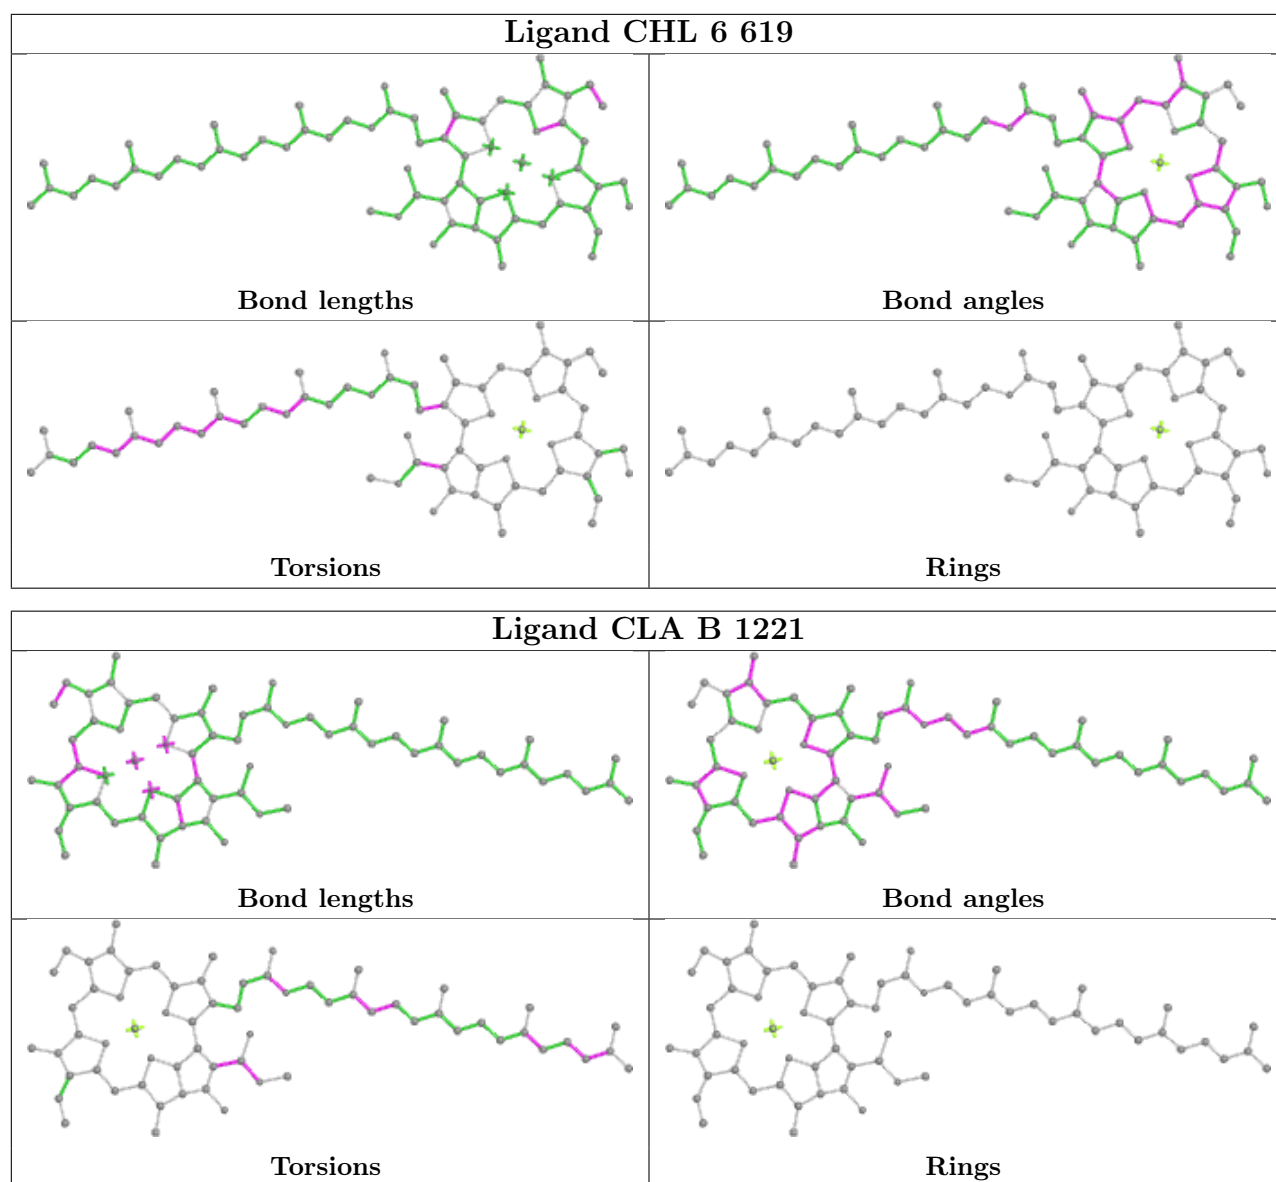 Ligand CHL 6 619
Bond lengths
Bond angles
Torsions
Rings
Ligand CLA B 1221
Bond lengths
Bond angles
Torsions
Rings